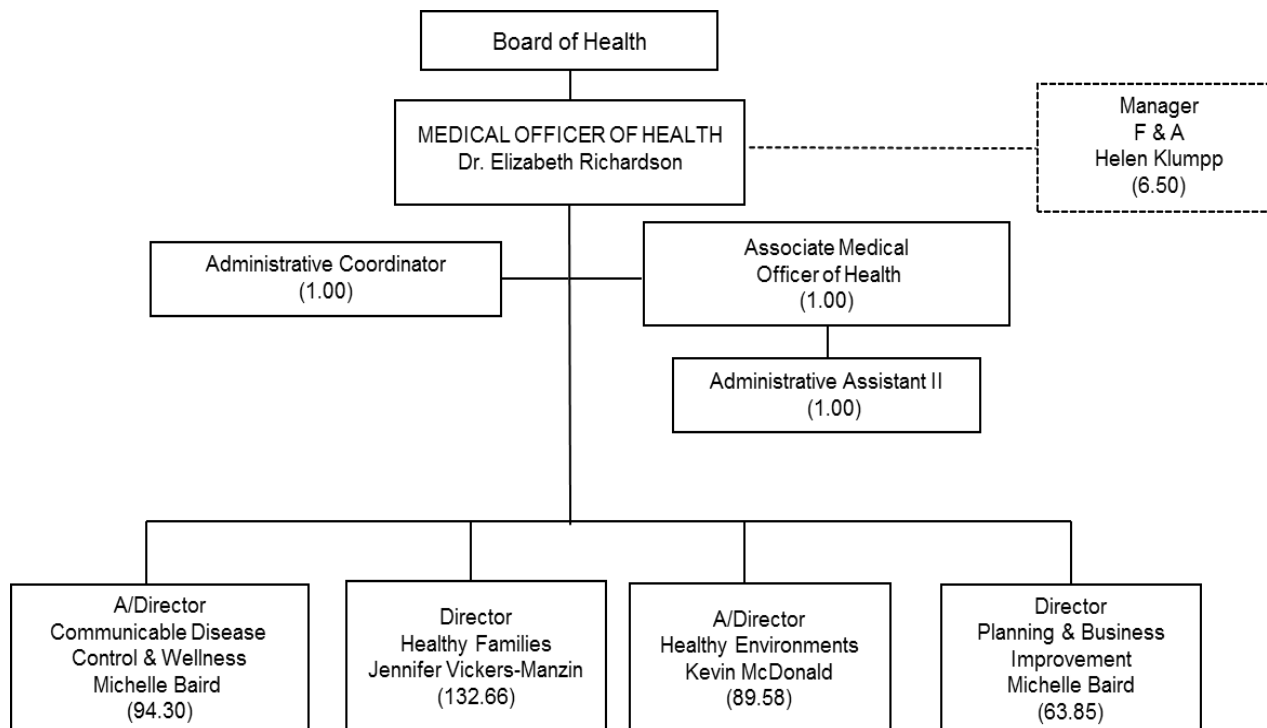 Board of Health
MEDICAL OFFICER OF HEALTH
Dr. Elizabeth Richardson
Manager
F & A
Helen Klumpp
(6.50)
Administrative Coordinator
(1.00)
Associate Medical
Officer of Health
(1.00)
Administrative Assistant II
(1.00)
A/Director
Communicable Disease
Control & Wellness
Michelle Baird
(94.30)
Director
Healthy Families
Jennifer Vickers-Manzin
(132.66)
A/Director
Healthy Environments
Kevin McDonald
(89.58)
Director
Planning & Business
Improvement
Michelle Baird
(63.85)